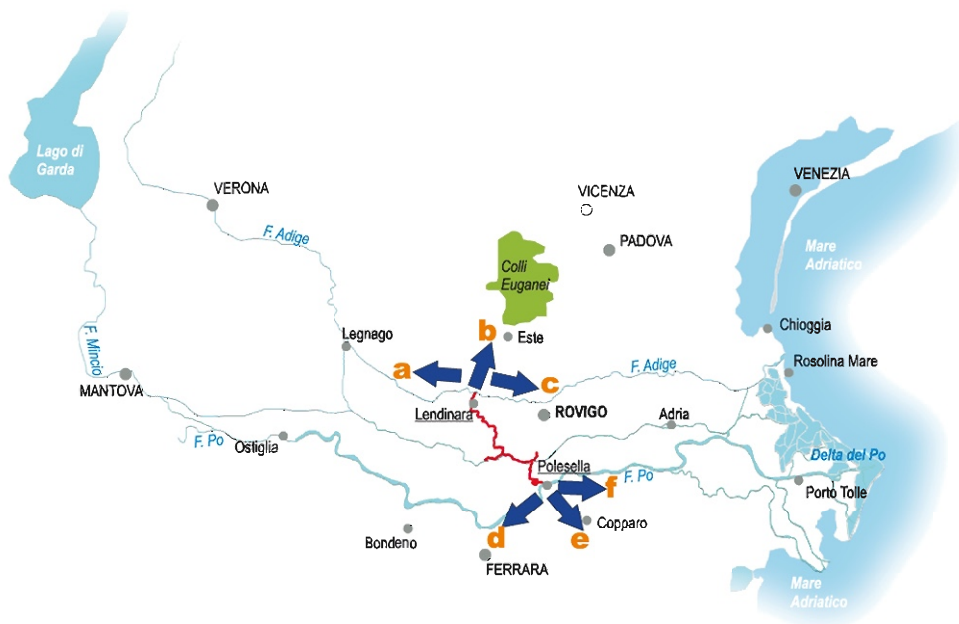 Lago di
Garda
VERONA
F. Adige
VICENZA
PADOVA
VENEZIA
Mare
Adriatico
Colli
Euganei
F. Mincio
Legnago
b
Este
Chioggia
a
c
F. Adige
Rosolina Mare
MANTOVA
Lendinara
ROVIGO
Adria
F. Po
Ostiglia
Polesella
F. Po
Delta del Po
f
Porto Tolle
d
e
Copparo
Bondeno
FERRARA
Mare
Adriatico